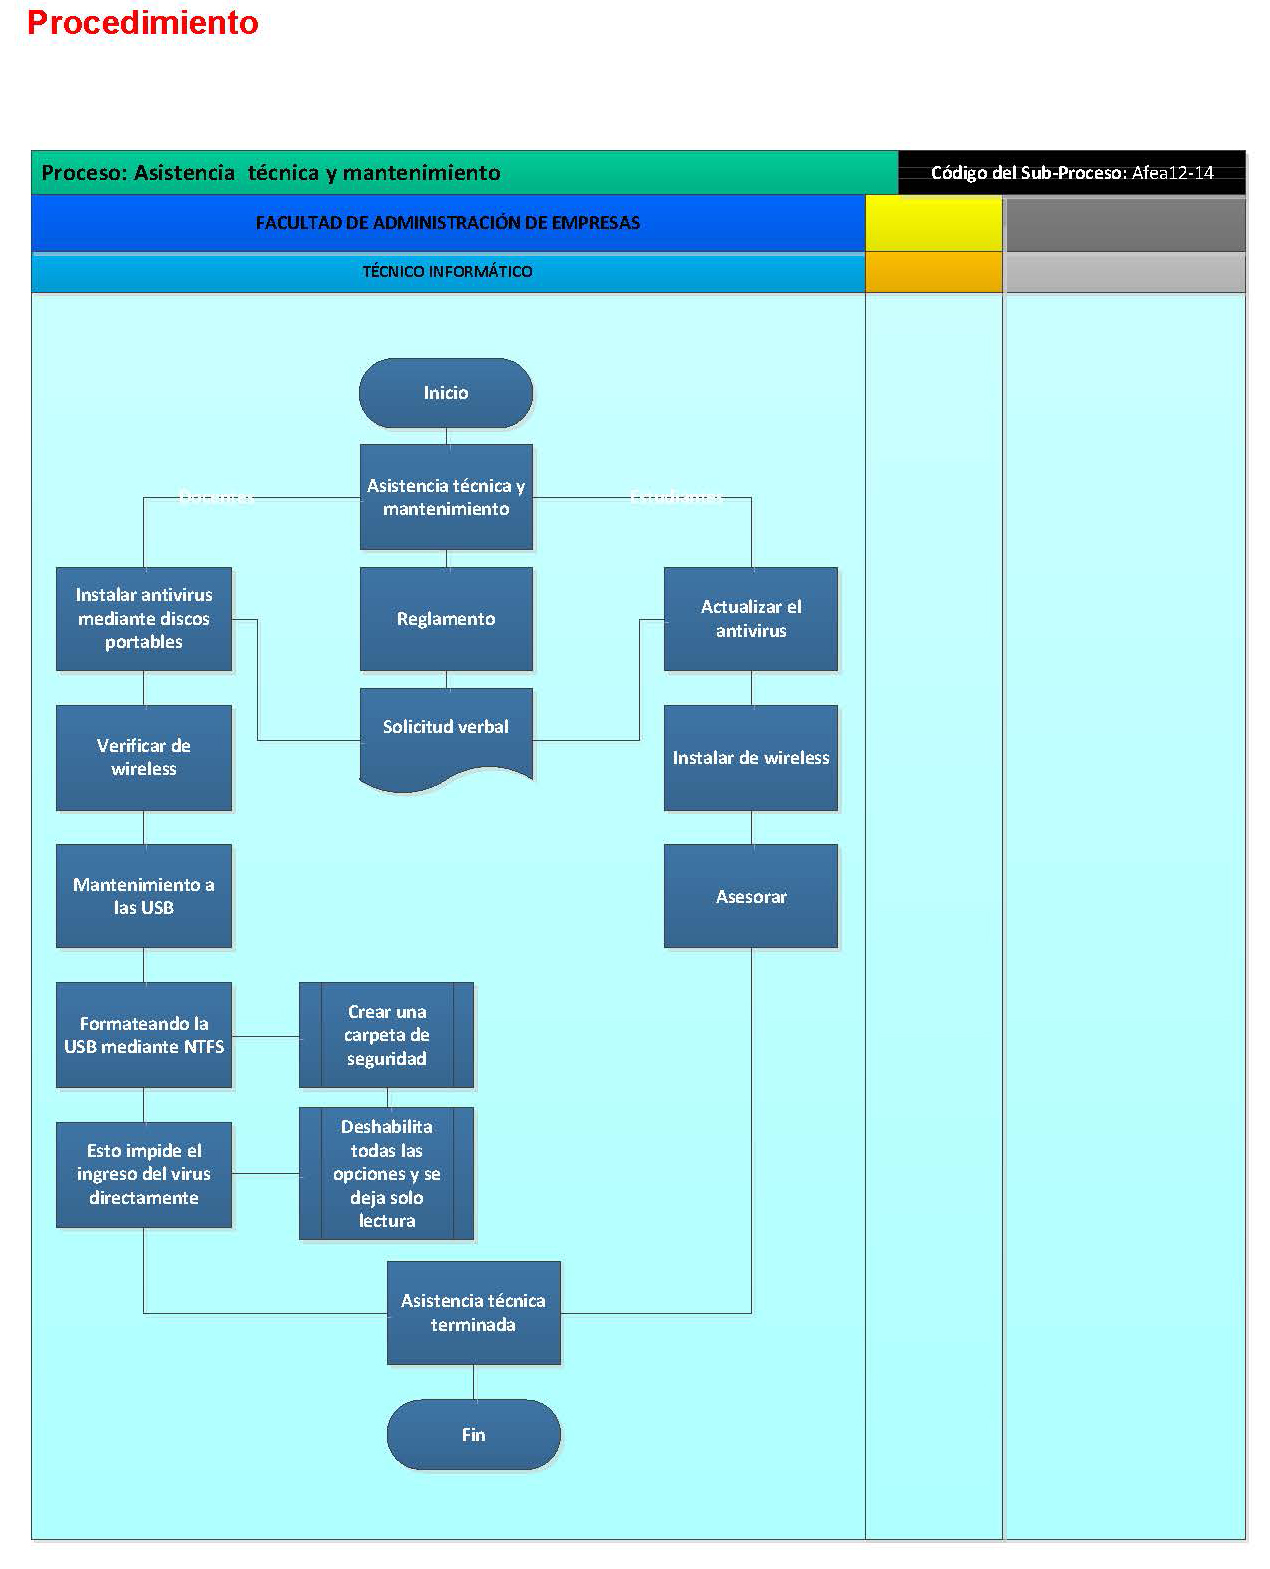 Procedimiento
Proceso: Asistencia técnica y mantenimiento
Código del Sub-Proceso: Afea12-14
FACULTAD DE ADMINISTRACIÓN DE EMPRESAS
TÉCNICO INFORMÁTICO
Inicio
Asistencia técnica y
mantenimiento
Docentes
Estudiantes
Instalar antivirus
mediante discos
portables
Reglamento
Actualizar el
antivirus
Solicitud verbal
Verificar de
wireless
Instalar de wireless
Mantenimiento a
las USB
Asesorar
Formateando la
USB mediante NTFS
Crear una
carpeta de
seguridad
Esto impide el
ingreso del virus
directamente
Deshabilita
todas las
opciones y se
deja solo
lectura
Asistencia técnica
terminada
Fin